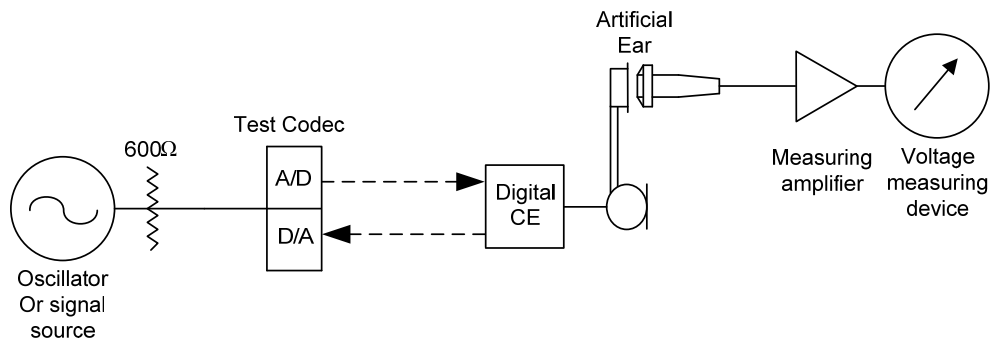 Artificial
Ear
Test Codec
600Ω
A/D
D/A
Digital
CE
Measuring
amplifier
Voltage
measuring
device
Oscillator
Or signal
source